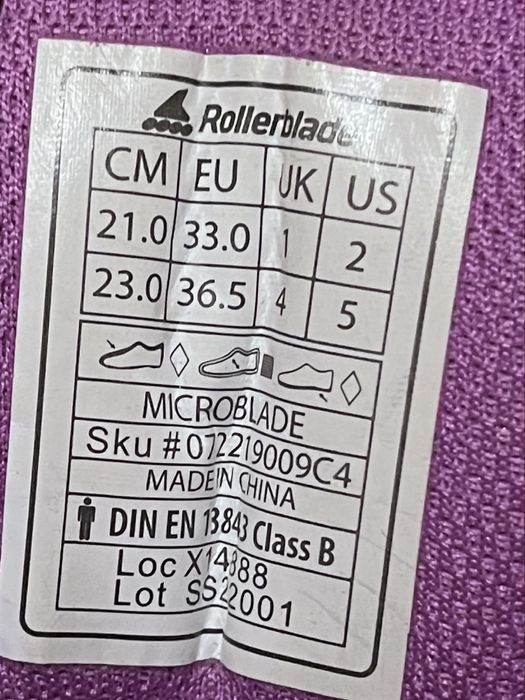 Rollerblade
CM EU UK US
21.0 33.0 1 2
23.0 36.5 4 5
MICROBLADE
Sku #072219009C4
MADE IN CHINA
DIN EN 13843 Class B
Loc X14888
Lot SS22001